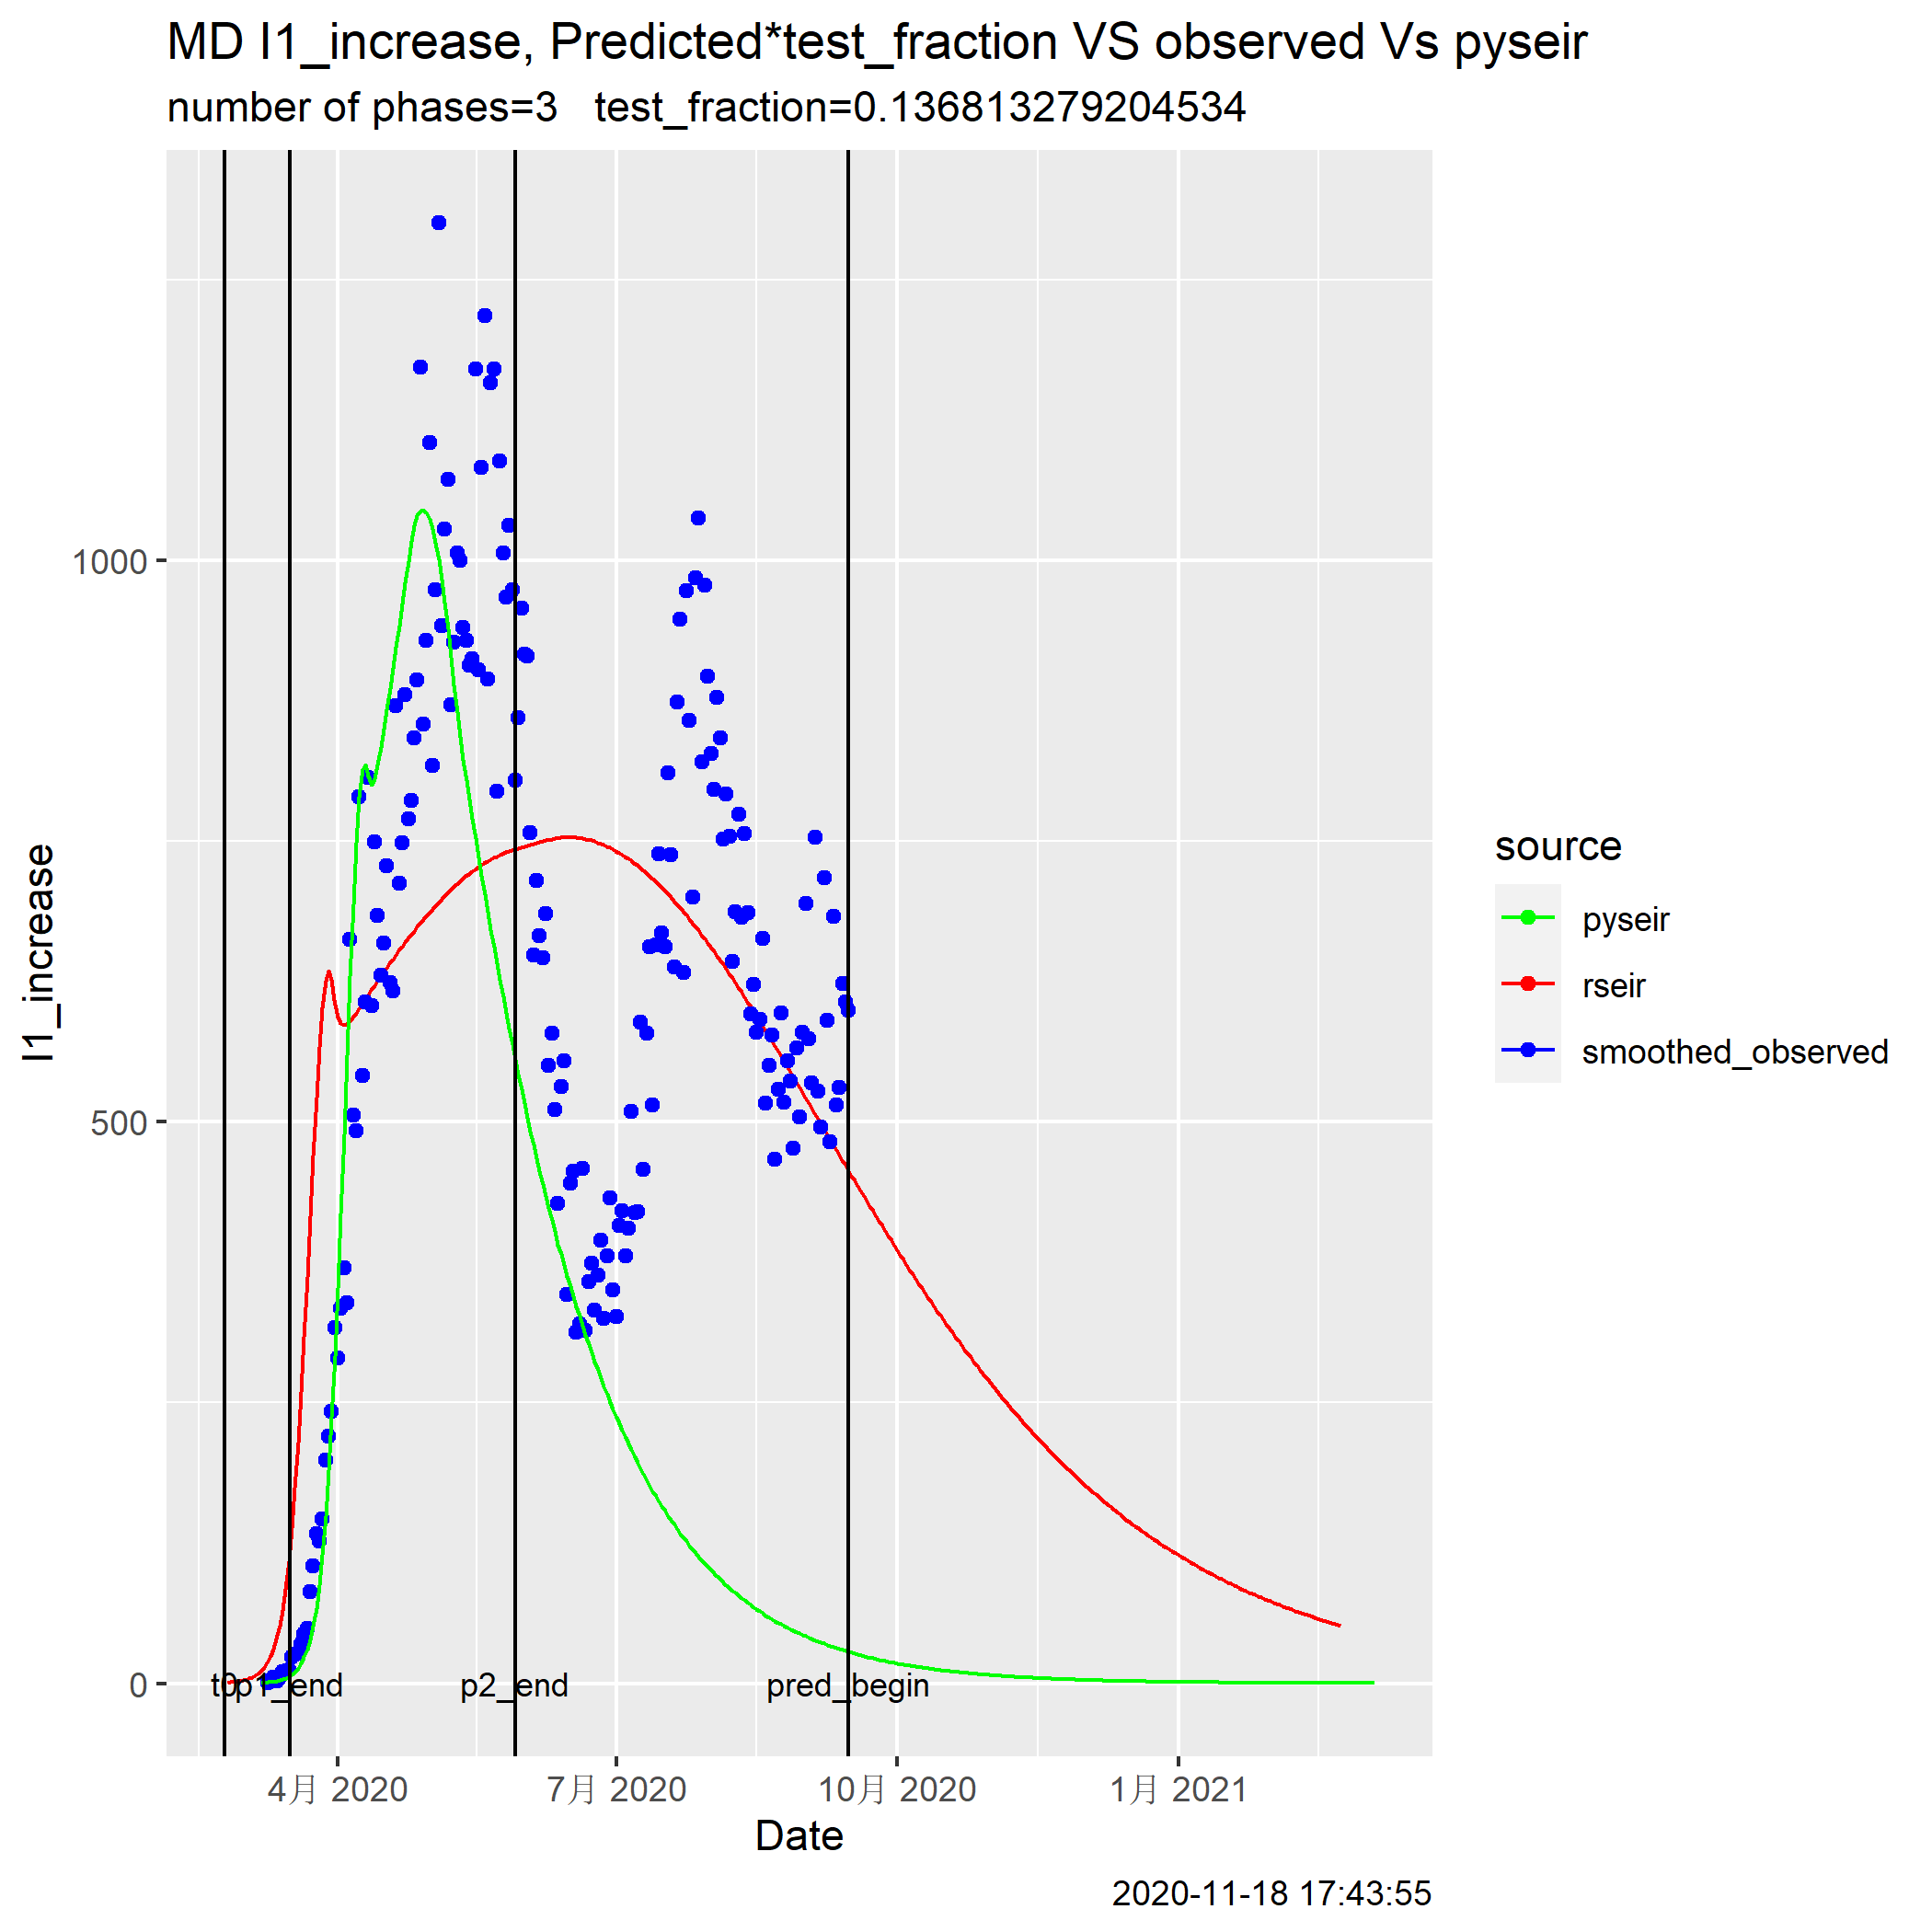 MD I1_increase, Predicted*test_fraction VS observed Vs pyseir
number of phases=3   test_fraction=0.136813279204534
I1_increase
1000
500
0
t0
p1_end
p2_end
pred_begin
4月 2020
7月 2020
10月 2020
1月 2021
Date
source
pyseir
rseir
smoothed_observed
2020-11-18 17:43:55